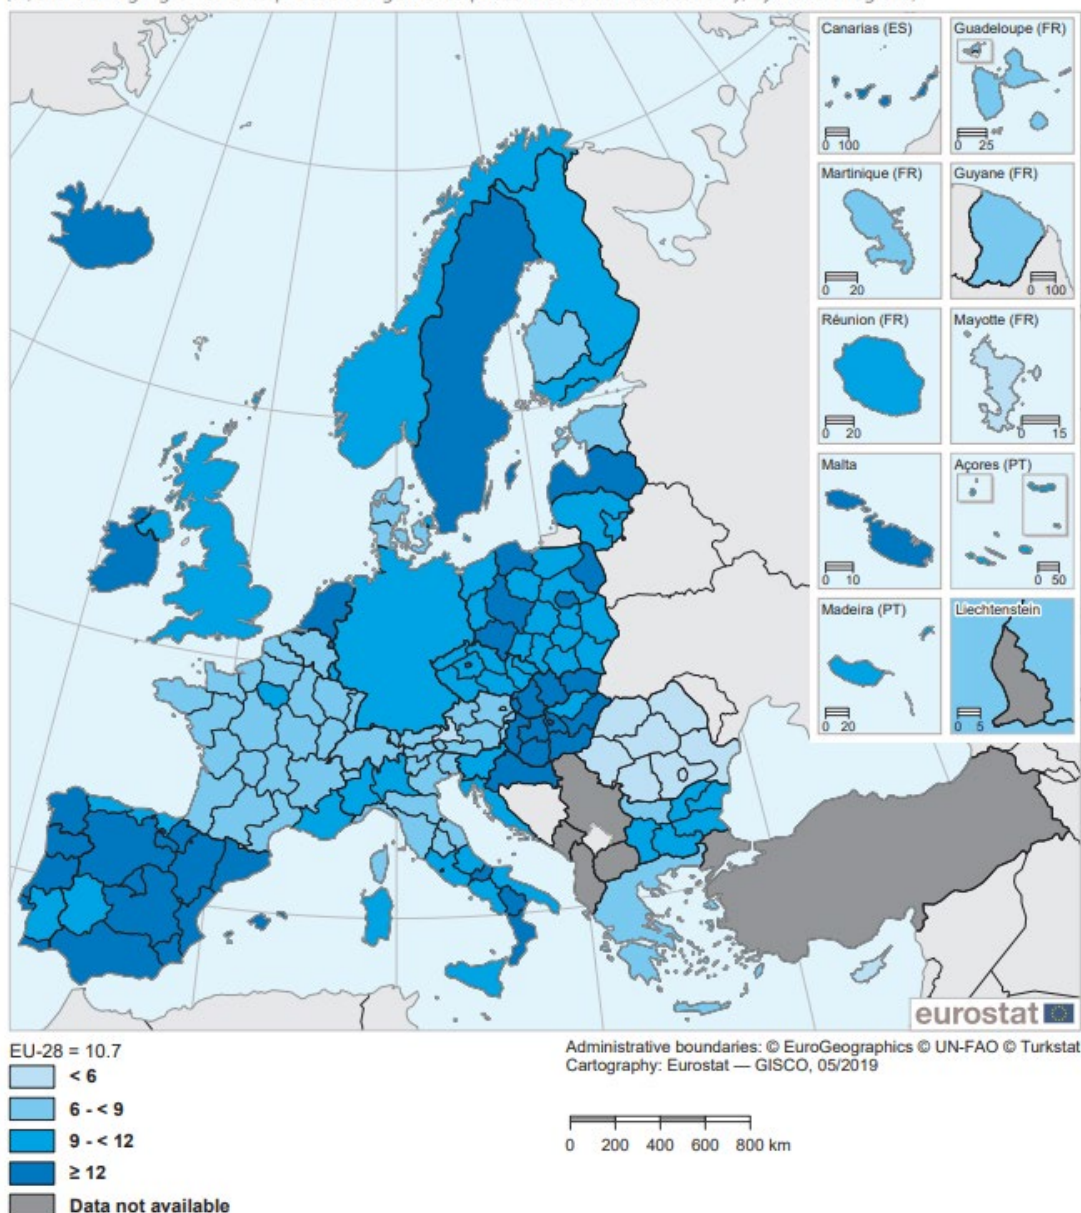 Canarias (ES)
0 100
Guadeloupe (FR)
0 25
Martinique (FR)
0 20
Guyane (FR)
0 100
Réunion (FR)
0 20
Mayotte (FR)
0 15
Malta
0 10
Açores (PT)
0 50
Madeira (PT)
0 20
Liechtenstein
0 5
eurostat
EU-28 = 10.7
< 6
6 - < 9
9 - < 12
≥ 12
Data not available
Administrative boundaries: © EuroGeographics © UN-FAO © Turkstat
Cartography: Eurostat — GISCO, 05/2019
0 200 400 600 800 km